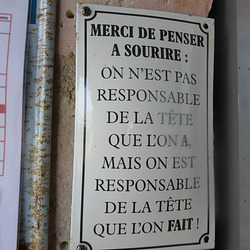 MERCI DE PENSER
A SOURIRE :
ON N'EST PAS
RESPONSABLE
DE LA TÊTE
QUE L'ON A,
MAIS ON EST
RESPONSABLE
DE LA TÊTE
QUE L'ON FAIT !